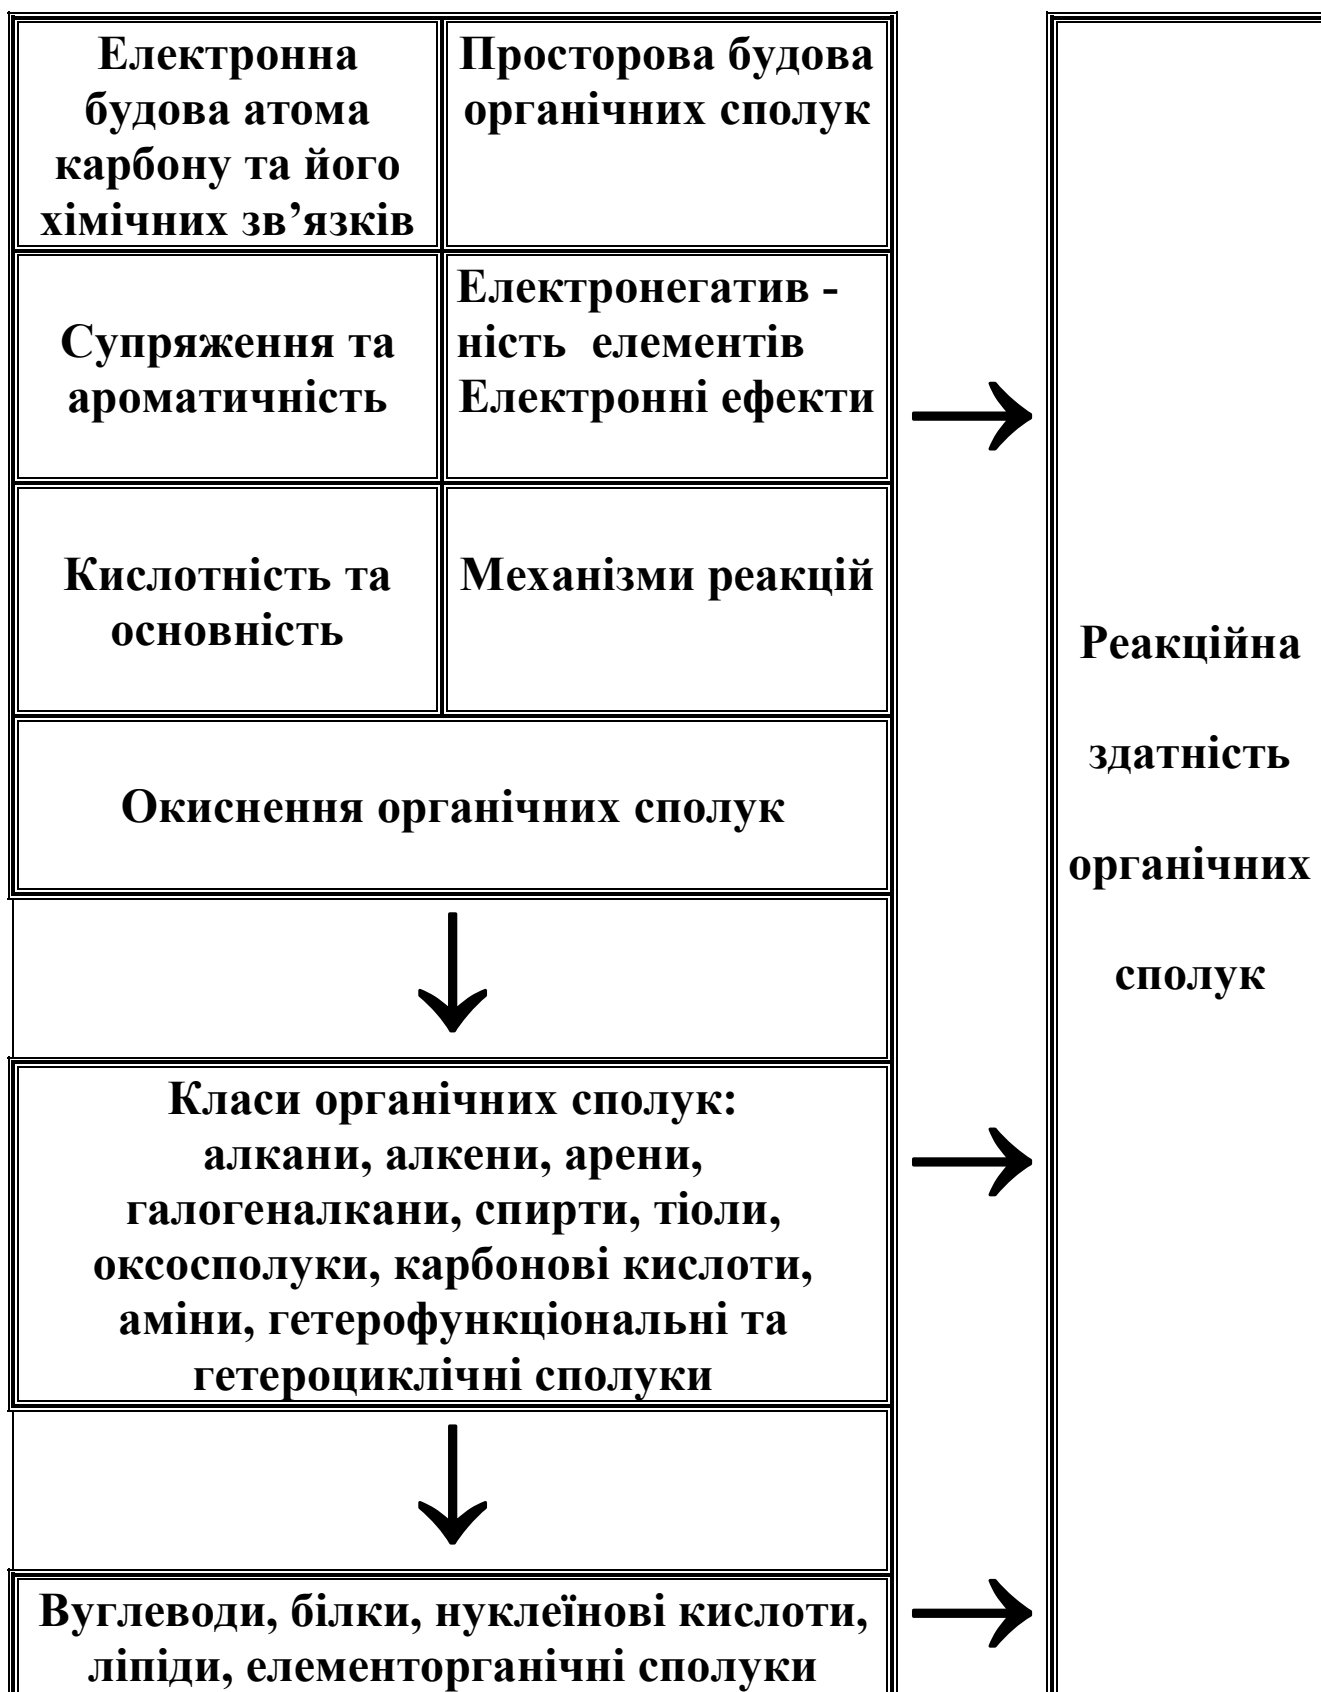 Електронна
будова атома
карбону та його
хімічних зв’язків
Просторова будова
органічних сполук
Супряження та
ароматичність
Електронегатив -
ність елементів
Електронні ефекти
Кислотність та
основність
Механізми реакцій
Окиснення органічних сполук
Класи органічних сполук:
алкани, алкени, арени,
галогеналкани, спирти, тіоли,
оксосполуки, карбонові кислоти,
аміни, гетерофункціональні та
гетероциклічні сполуки
Вуглеводи, білки, нуклеїнові кислоти,
ліпіди, елементорганічні сполуки
Реакційна
здатність
органічних
сполук